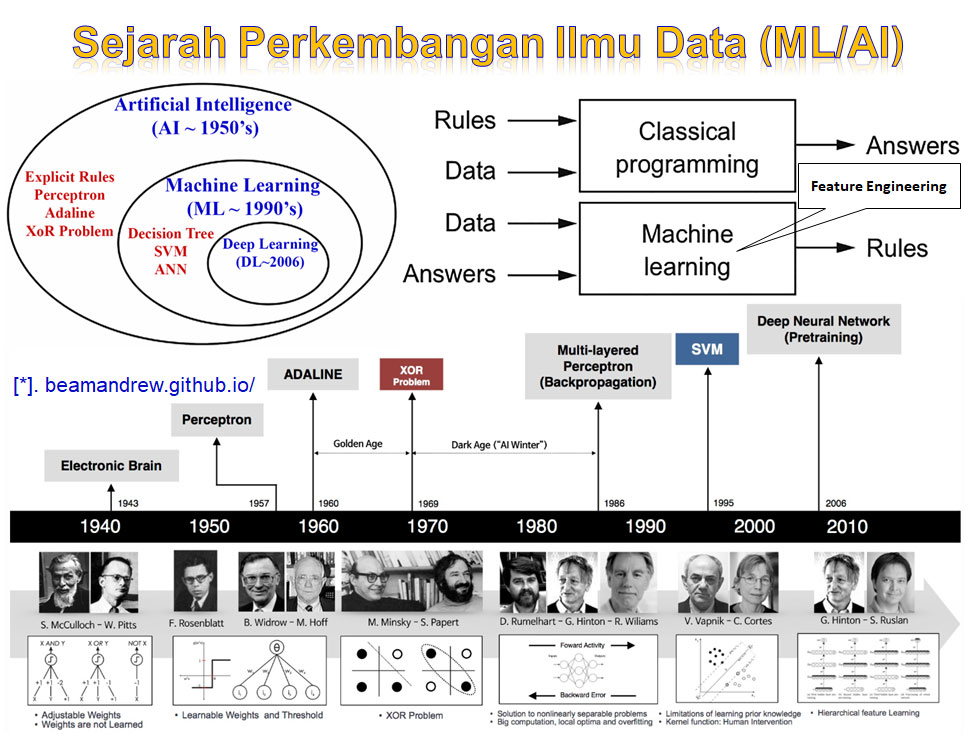 Sejarah Perkembangan Ilmu Data (ML/AI)
Artificial Intelligence
(AI ~ 1950's)
Explicit Rules
Perceptron
Adaline
XoR Problem
Machine Learning
(ML ~ 1990's)
Decision Tree
SVM
ANN
Deep Learning
(DL~2006)
Rules
Data
Classical
programming
Answers
Feature Engineering
Data
Answers
Machine
learning
Rules
[*]. beamandrew.github.io/
Electronic Brain
Perceptron
ADALINE
XOR
Problem
Multi-layered
Perceptron
(Backpropagation)
SVM
Deep Neural Network
(Pretraining)
Golden Age
Dark Age ("AI Winter")
1943
1957
1960
1969
1986
1995
2006
1940
1950
1960
1970
1980
1990
2000
2010
S. McCulloch – W. Pitts
F. Rosenblatt
B. Widrow – M. Hoff
M. Minsky – S. Papert
D. Rumelhart – G. Hinton – R. Wiliams
V. Vapnik – C. Cortes
G. Hinton – S. Ruslan
X AND Y
X OR Y
NOT X
+1 +1 -2
+1 +1 -1
-1
X Y
X Y
X
• Adjustable Weights
• Weights are not Learned
θ
• Learnable Weights and Threshold
• XOR Problem
Foward Activity
Backward Error
• Solution to nonlinearly separable problems
• Big computation, local optima and overfitting
• Limitations of learning prior knowledge
• Kernel function: Human Intervention
• Hierarchical feature Learning